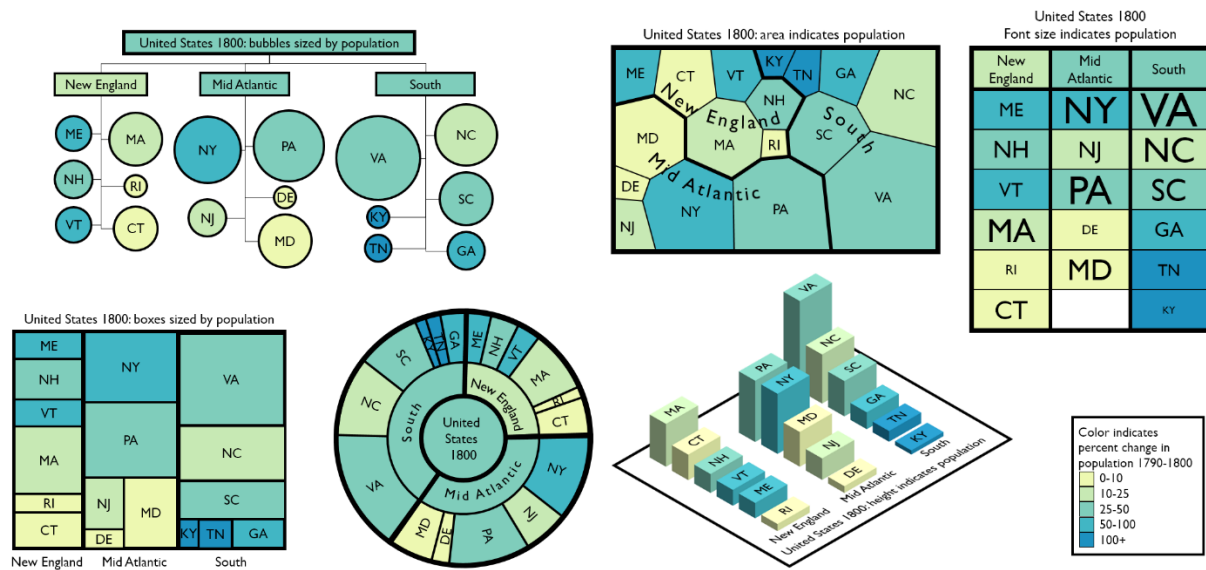 United States 1800: bubbles sized by population
New England
Mid Atlantic
South
ME
MA
NH
RI
VT
CT
NY
PA
DE
NJ
MD
VA
NC
KY
SC
TN
GA
United States 1800: area indicates population
ME
CT
VT
KY
TN
GA
NC
NH
New England
South
MD
MA
RI
SC
Mid Atlantic
DE
NJ
NY
PA
VA
United States 1800
Font size indicates population
New England
Mid Atlantic
South
ME NY VA
NH NJ NC
VT PA SC
MA DE GA
RI MD TN
CT KY
United States 1800: boxes sized by population
ME
NH
VT
MA
RI
CT
NY
PA
NJ
DE
MD
VA
NC
SC
KY TN GA
New England Mid Atlantic South
United States 1800
New England
Mid Atlantic
South
ME
NH
VT
MA
RI
CT
NY
NJ
PA
DE
MD
VA
NC
SC
KY
TN
GA
VA
NC
SC
GA
TN
KY
South
PA
NY
MD
NJ
DE
Mid Atlantic
MA
CT
NH
VT
ME
RI
New England
United States 1800: height indicates population
Color indicates
percent change in
population 1790-1800
0-10
10-25
25-50
50-100
100+